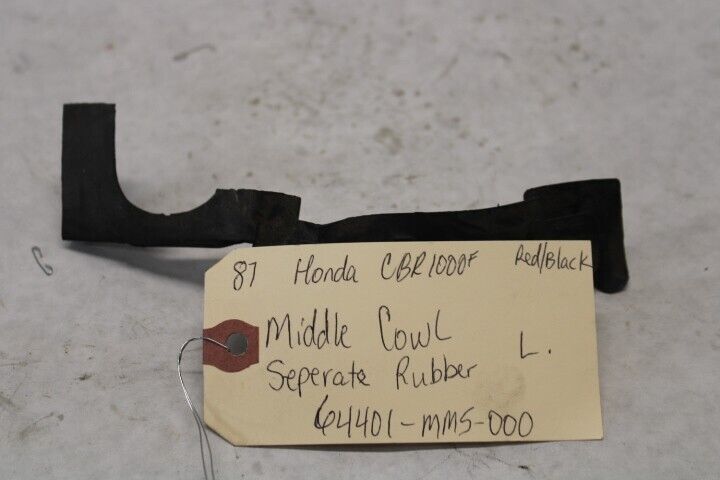 87 Honda CBR1000F Red/Black
Middle Cowl L.
Seperate Rubber
64401-MM5-000